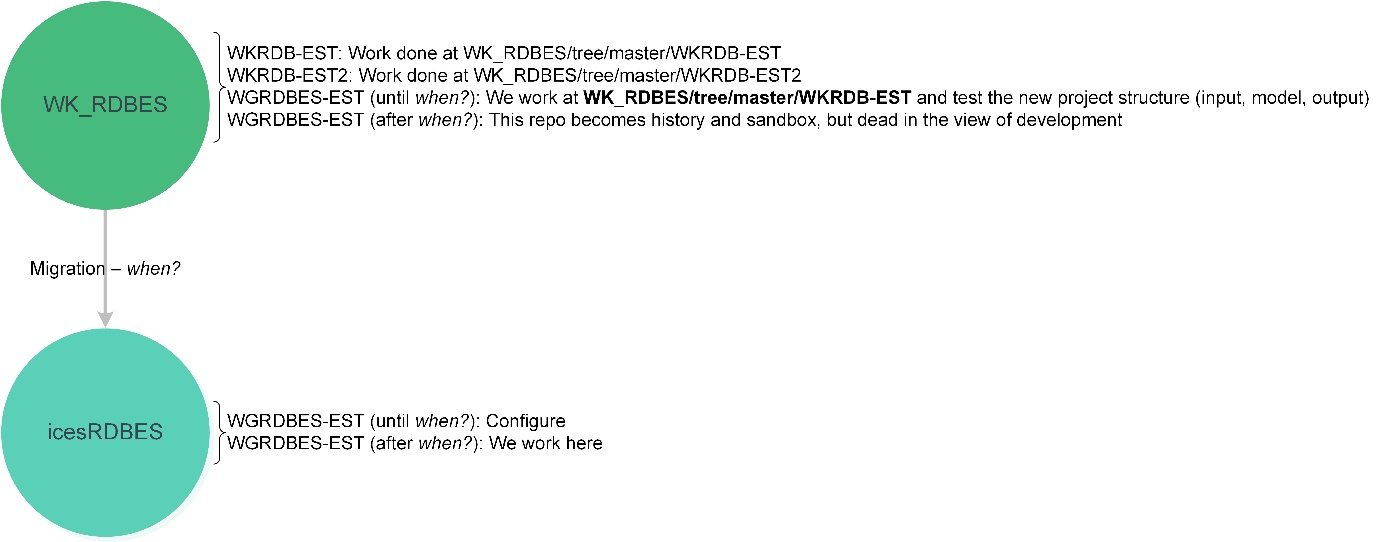 WK_RDBES
WKRDB-EST: Work done at WK_RDBES/tree/master/WKRDB-EST
WKRDB-EST2: Work done at WK_RDBES/tree/master/WKRDB-EST2
WGRDBES-EST (until when?): We work at WK_RDBES/tree/master/WKRDB-EST and test the new project structure (input, model, output)
WGRDBES-EST (after when?): This repo becomes history and sandbox, but dead in the view of development
Migration – when?
icesRDBES
WGRDBES-EST (until when?): Configure
WGRDBES-EST (after when?): We work here